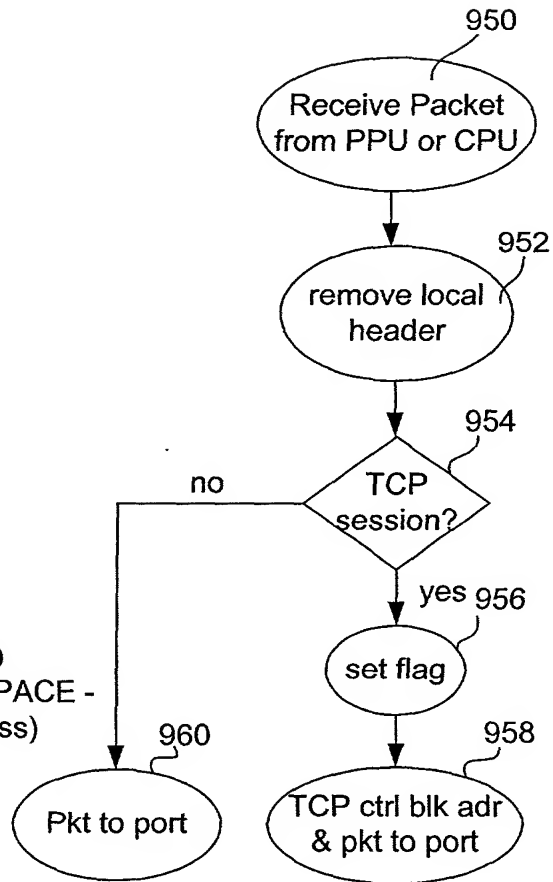 950
Receive Packet
from PPU or CPU
952
remove local
header
954
no
TCP
session?
yes 956
set flag
PACE -
ss)
960
958
Pkt to port
TCP ctrl blk adr
& pkt to port